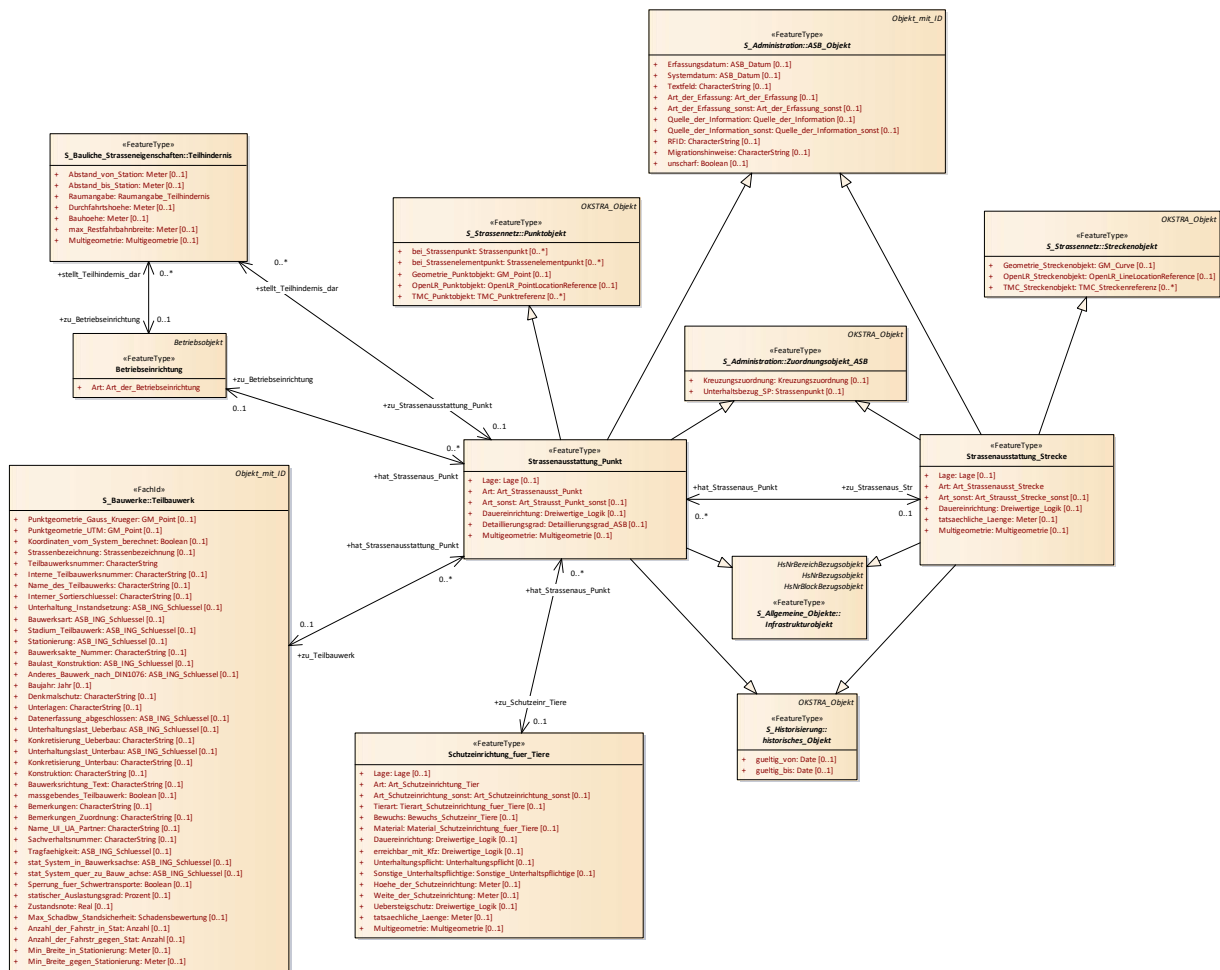 Objekt_mit_ID
«FeatureType»
S_Administration::ASB_Objekt
+ Erfassungsdatum: ASB_Datum [0..1]
+ Systemdatum: ASB_Datum [0..1]
+ Textfeld: CharacterString [0..1]
+ Art_der_Erfassung: Art_der_Erfassung [0..1]
+ Art_der_Erfassung_sonst: Art_der_Erfassung_sonst [0..1]
+ Quelle_der_Information: Quelle_der_Information [0..1]
+ Quelle_der_Information_sonst: Quelle_der_Information_sonst [0..1]
+ RFID: CharacterString [0..1]
+ Migrationshinweise: CharacterString [0..1]
+ unscharf: Boolean [0..1]
«FeatureType»
S_Bauliche_Strasseneigenschaften::Teilhindernis
+ Abstand_von_Station: Meter [0..1]
+ Abstand_bis_Station: Meter [0..1]
+ Raumangabe: Raumangabe_Teilhindernis
+ Durchfahrtshoehe: Meter [0..1]
+ Bauhoehe: Meter [0..1]
+ max_Restfahrbahnbreite: Meter [0..1]
+ Multigeometrie: Multigeometrie [0..1]
OKSTRA_Objekt
«FeatureType»
S_Strassennetz::Punktobjekt
+ bei_Strassenpunkt: Strassenpunkt [0..*]
+ bei_Strassenelementpunkt: Strassenelementpunkt [0..*]
+ Geometrie_Punktobjekt: GM_Point [0..1]
+ OpenLR_Punktobjekt: OpenLR_PointLocationReference [0..1]
+ TMC_Punktobjekt: TMC_Punktreferenz [0..*]
OKSTRA_Objekt
«FeatureType»
S_Strassennetz::Streckenobjekt
+ Geometrie_Streckenobjekt: GM_Curve [0..1]
+ OpenLR_Streckenobjekt: OpenLR_LineLocationReference [0..1]
+ TMC_Streckenobjekt: TMC_Streckenreferenz [0..*]
+stellt_Teilhindernis_dar
0..*
0..*
+stellt_Teilhindernis_dar
+zu_Betriebseinrichtung
0..1
Betriebsobjekt
«FeatureType»
Betriebseinrichtung
+ Art: Art_der_Betriebseinrichtung
+zu_Betriebseinrichtung
0..1
OKSTRA_Objekt
«FeatureType»
S_Administration::Zuordnungsobjekt_ASB
+ Kreuzungszuordnung: Kreuzungszuordnung [0..1]
+ Unterhaltsbezug_SP: Strassenpunkt [0..1]
+zu_Strassenausstattung_Punkt
0..1
0..*
+hat_Strassenaus_Punkt
«FeatureType»
Strassenausstattung_Punkt
+ Lage: Lage [0..1]
+ Art: Art_Strassenausst_Punkt
+ Art_sonst: Art_Strausst_Punkt_sonst [0..1]
+ Dauereinrichtung: Dreiwertige_Logik [0..1]
+ Detaillierungsgrad: Detaillierungsgrad_ASB [0..1]
+ Multigeometrie: Multigeometrie [0..1]
+hat_Strassenaus_Punkt
0..*
+zu_Strassenaus_Str
0..1
«FeatureType»
Strassenausstattung_Strecke
+ Lage: Lage [0..1]
+ Art: Art_Strassenausst_Strecke
+ Art_sonst: Art_Strausst_Strecke_sonst [0..1]
+ Dauereinrichtung: Dreiwertige_Logik [0..1]
+ tatsaechliche_Laenge: Meter [0..1]
+ Multigeometrie: Multigeometrie [0..1]
Objekt_mit_ID
«FachId»
S_Bauwerke::Teilbauwerk
+ Punktgeometrie_Gauss_Krueger: GM_Point [0..1]
+ Punktgeometrie_UTM: GM_Point [0..1]
+ Koordinaten_vom_System_berechnet: Boolean [0..1]
+ Strassenbezeichnung: Strassenbezeichnung [0..1]
+ Teilbauwerksnummer: CharacterString
+ Interne_Teilbauwerksnummer: CharacterString [0..1]
+ Name_des_Teilbauwerks: CharacterString [0..1]
+ Interner_Sortierschluessel: CharacterString [0..1]
+ Unterhaltung_Instandsetzung: ASB_ING_Schluessel [0..1]
+ Bauwerksart: ASB_ING_Schluessel [0..1]
+ Stadium_Teilbauwerk: ASB_ING_Schluessel [0..1]
+ Stationierung: ASB_ING_Schluessel [0..1]
+ Bauwerksakte_Nummer: CharacterString [0..1]
+ Baulast_Konstruktion: ASB_ING_Schluessel [0..1]
+ Anderes_Bauwerk_nach_DIN1076: ASB_ING_Schluessel [0..1]
+ Baujahr: Jahr [0..1]
+ Denkmalschutz: CharacterString [0..1]
+ Unterlagen: CharacterString [0..1]
+ Datenerfassung_abgeschlossen: ASB_ING_Schluessel [0..1]
+ Unterhaltungslast_Ueberbau: ASB_ING_Schluessel [0..1]
+ Konkretisierung_Ueberbau: CharacterString [0..1]
+ Unterhaltungslast_Unterbau: ASB_ING_Schluessel [0..1]
+ Konkretisierung_Unterbau: CharacterString [0..1]
+ Konstruktion: CharacterString [0..1]
+ Bauwerksrichtung_Text: CharacterString [0..1]
+ massgebendes_Teilbauwerk: Boolean [0..1]
+ Bemerkungen: CharacterString [0..1]
+ Bemerkungen_Zuordnung: CharacterString [0..1]
+ Name_UI_UA_Partner: CharacterString [0..1]
+ Sachverhaltsnummer: CharacterString [0..1]
+ Tragfaehigkeit: ASB_ING_Schluessel [0..1]
+ stat_System_in_Bauwerksachse: ASB_ING_Schluessel [0..1]
+ stat_System_quer_zu_Bauw_achse: ASB_ING_Schluessel [0..1]
+ Sperrung_fuer_Schwertransporte: Boolean [0..1]
+ statischer_Auslastungsgrad: Prozent [0..1]
+ Zustandsnote: Real [0..1]
+ Max_Schadbw_Standsicherheit: Schadensbewertung [0..1]
+ Anzahl_der_Fahrstr_in_Stat: Anzahl [0..1]
+ Anzahl_der_Fahrstr_gegen_Stat: Anzahl [0..1]
+ Min_Breite_in_Stationierung: Meter [0..1]
+ Min_Breite_gegen_Stationierung: Meter [0..1]
+hat_Strassenausstattung_Punkt
0..*
0..1
+zu_Teilbauwerk
0..*
+hat_Strassenaus_Punkt
+zu_Schutzeinr_Tiere
0..1
HsNrBereichBezugsobjekt
HsNrBezugsobjekt
HsNrBlockBezugsobjekt
«FeatureType»
S_Allgemeine_Objekte::
Infrastrukturobjekt
OKSTRA_Objekt
«FeatureType»
S_Historisierung::
historisches_Objekt
+ gueltig_von: Date [0..1]
+ gueltig_bis: Date [0..1]
«FeatureType»
Schutzeinrichtung_fuer_Tiere
+ Lage: Lage [0..1]
+ Art: Art_Schutzeinrichtung_Tier
+ Art_Schutzeinrichtung_sonst: Art_Schutzeinrichtung_sonst [0..1]
+ Tierart: Tierart_Schutzeinrichtung_fuer_Tiere [0..1]
+ Bewuchs: Bewuchs_Schutzeinr_Tiere [0..1]
+ Material: Material_Schutzeinrichtung_fuer_Tiere [0..1]
+ Dauereinrichtung: Dreiwertige_Logik [0..1]
+ erreichbar_mit_Kfz: Dreiwertige_Logik [0..1]
+ Unterhaltungspflicht: Unterhaltungspflicht [0..1]
+ Sonstige_Unterhaltspflichtige: Sonstige_Unterhaltspflichtige [0..1]
+ Hoehe_der_Schutzeinrichtung: Meter [0..1]
+ Weite_der_Schutzeinrichtung: Meter [0..1]
+ Uebersteigschutz: Dreiwertige_Logik [0..1]
+ tatsaechliche_Laenge: Meter [0..1]
+ Multigeometrie: Multigeometrie [0..1]